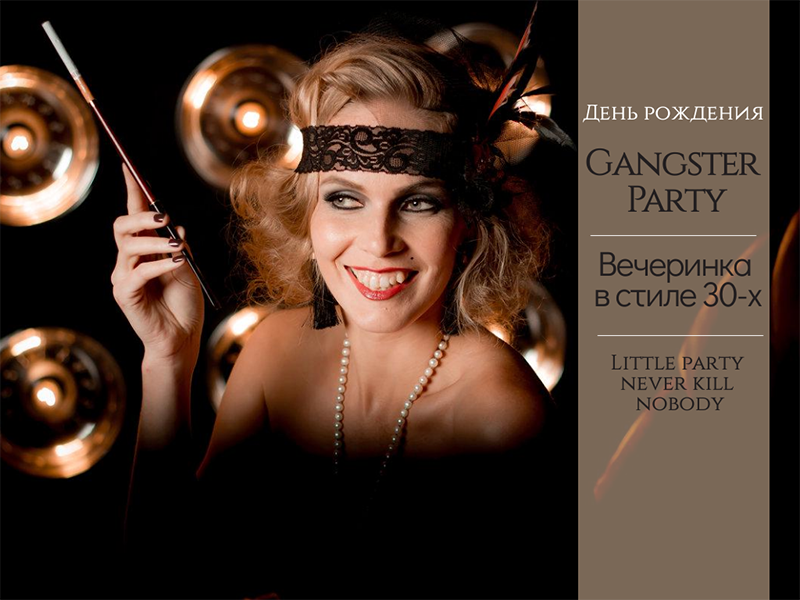 День рождения
Gangster
Party
Вечеринка
в стиле 30-х
Little party
never kill
nobody